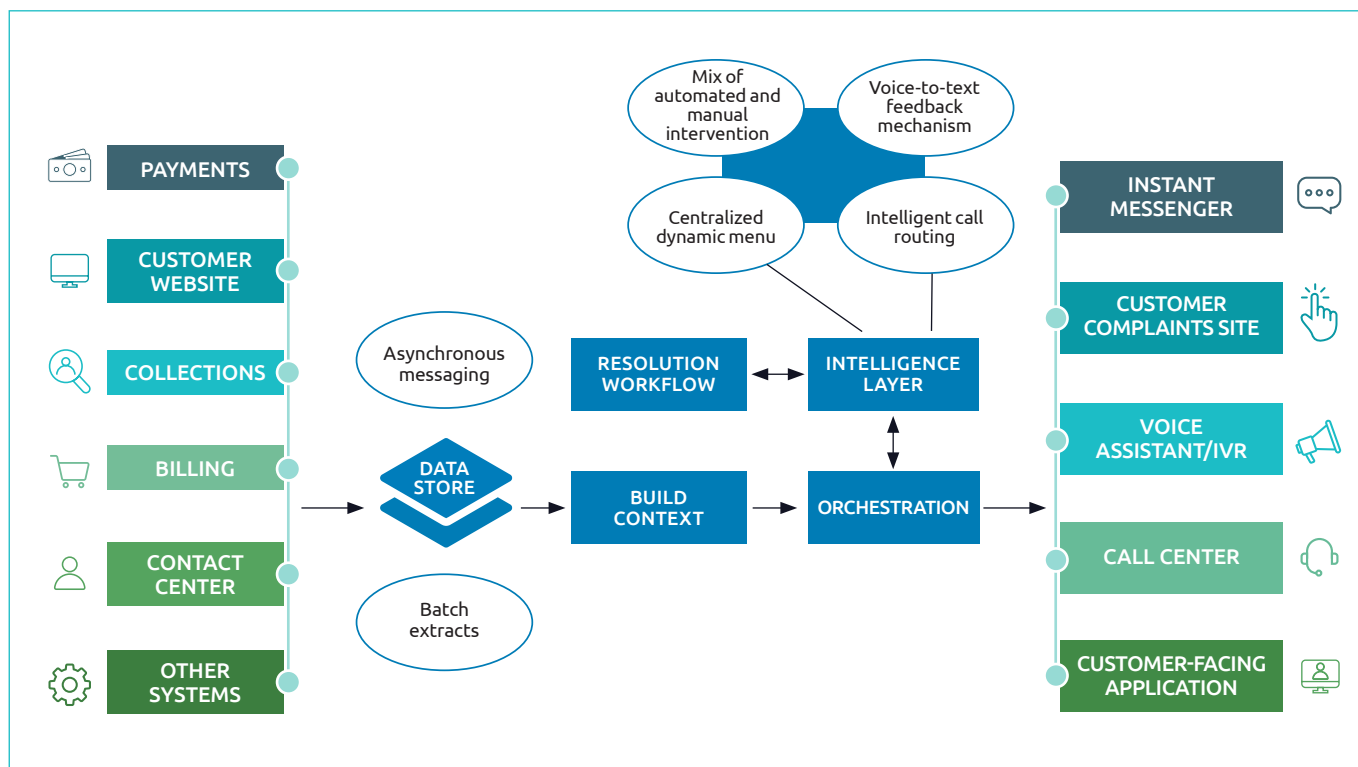 PAYMENTS
CUSTOMER
WEBSITE
COLLECTIONS
BILLING
CONTACT
CENTER
OTHER
SYSTEMS
Asynchronous
messaging
DATA
STORE
Batch
extracts
Mix of
automated and
manual
intervention
Voice-to-text
feedback
mechanism
Centralized
dynamic menu
Intelligent call
routing
RESOLUTION
WORKFLOW
INTELLIGENCE
LAYER
BUILD
CONTEXT
ORCHESTRATION
INSTANT
MESSENGER
CUSTOMER
COMPLAINTS SITE
VOICE
ASSISTANT/IVR
CALL CENTER
CUSTOMER-FACING
APPLICATION